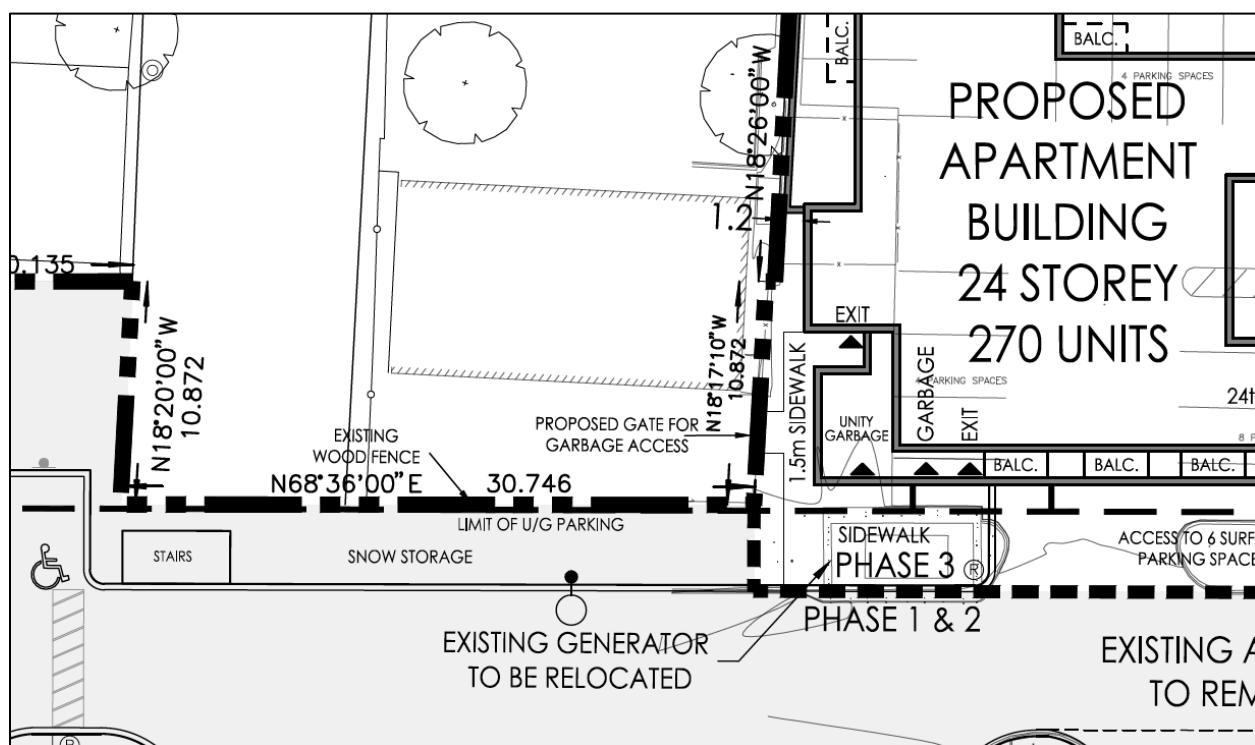 BALC.
BALC.
4 PARKING SPACES
PROPOSED
APARTMENT
BUILDING
24 STOREY
270 UNITS
N18°26'00"W
1.2
0.135
N18°20'00"W
10.872
N18°17'10"W
10.872
EXIT
1.5m SIDEWALK
GARBAGE
EXIT
PARKING SPACES
24t
8 P
UNITY
GARBAGE
PROPOSED GATE FOR
GARBAGE ACCESS
EXISTING
WOOD FENCE
N68°36'00"E 30.746
BALC.
BALC.
BALC.
LIMIT OF U/G PARKING
STAIRS
SNOW STORAGE
SIDEWALK
PHASE 3
R
ACCESS TO 6 SURF
PARKING SPACE
PHASE 1 & 2
EXISTING GENERATOR
TO BE RELOCATED
EXISTING A
TO REM
R